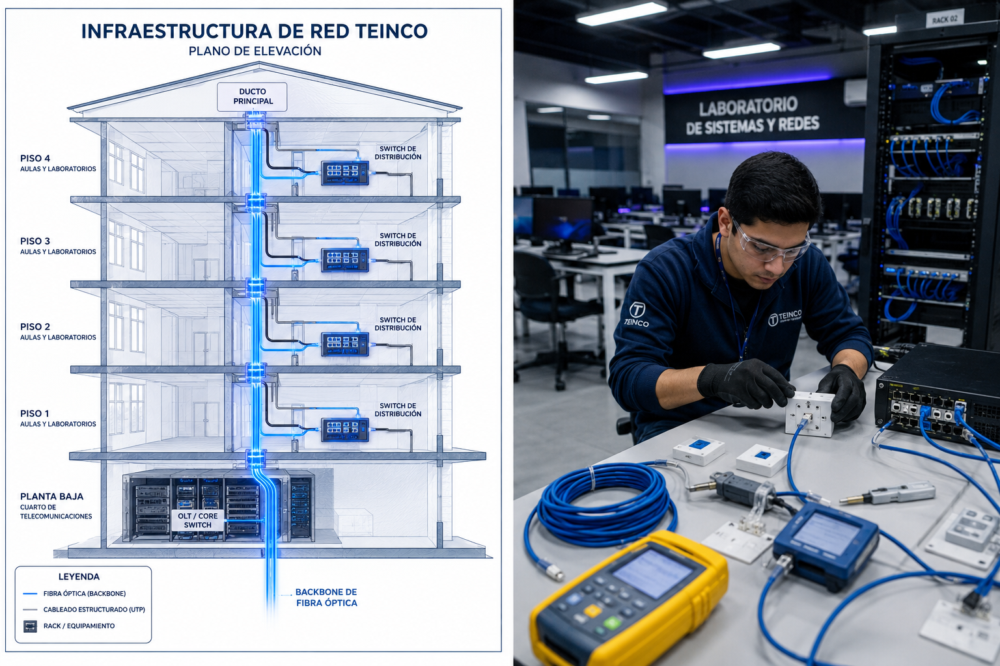 INFRAESTRUCTURA DE RED TEINCO
PLANO DE ELEVACIÓN
DUCTO
PRINCIPAL
PISO 4
AULAS Y LABORATORIOS
SWITCH DE
DISTRIBUCIÓN
PISO 3
AULAS Y LABORATORIOS
SWITCH DE
DISTRIBUCIÓN
PISO 2
AULAS Y LABORATORIOS
SWITCH DE
DISTRIBUCIÓN
PISO 1
AULAS Y LABORATORIOS
SWITCH DE
DISTRIBUCIÓN
PLANTA BAJA
CUARTO DE
TELECOMUNICACIONES
OLT / CORE
SWITCH
LEYENDA
FIBRA ÓPTICA (BACKBONE)
CABLEADO ESTRUCTURADO (UTP)
RACK / EQUIPAMIENTO
BACKBONE DE
FIBRA ÓPTICA
RACK 02
LABORATORIO
DE SISTEMAS Y REDES
TEINCO
TEINCO